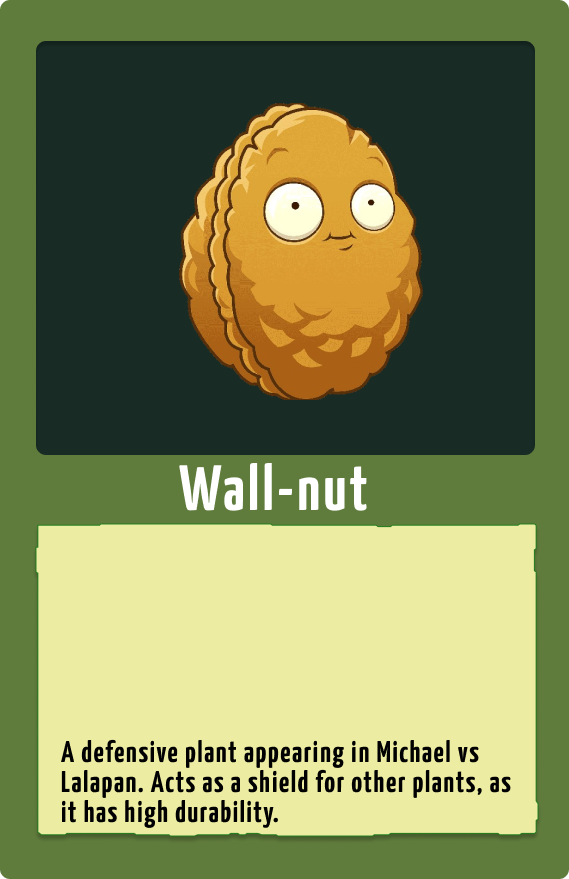 Wall-nut
A defensive plant appearing in Michael vs
Lalapan. Acts as a shield for other plants, as
it has high durability.